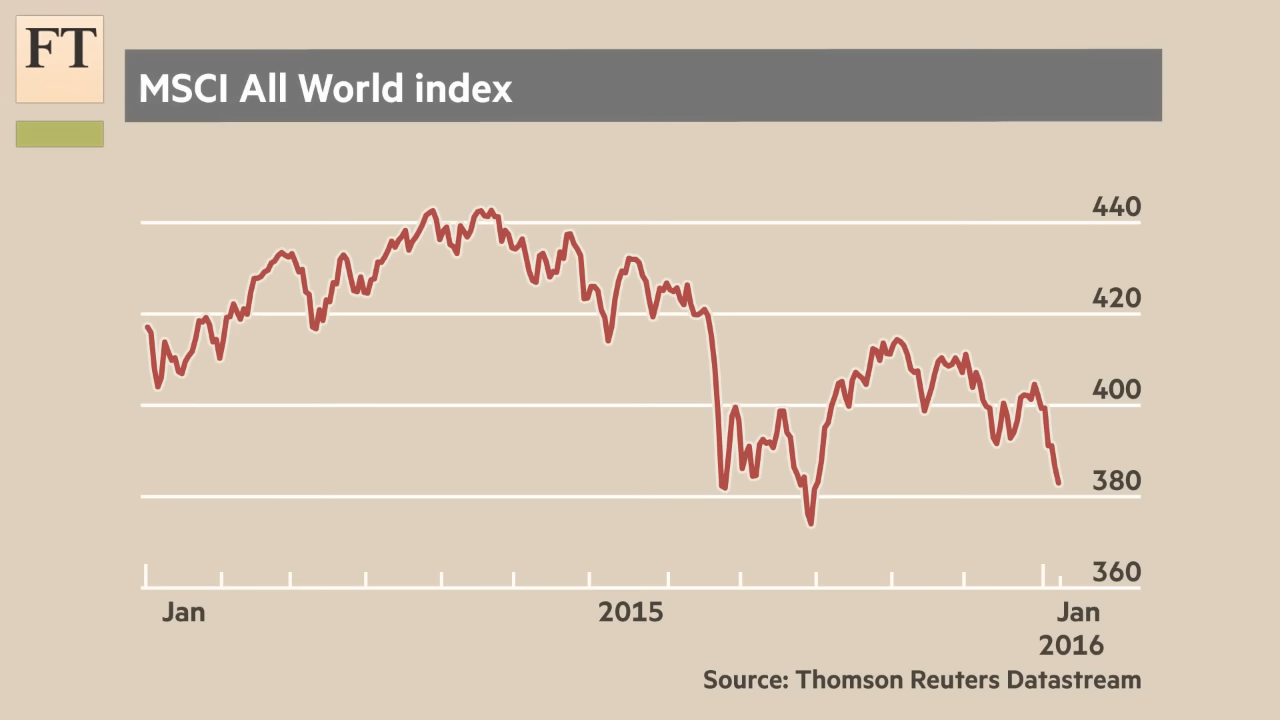 FT
MSCI All World index
440
420
400
380
360
Jan
2015
Jan
2016
Source: Thomson Reuters Datastream